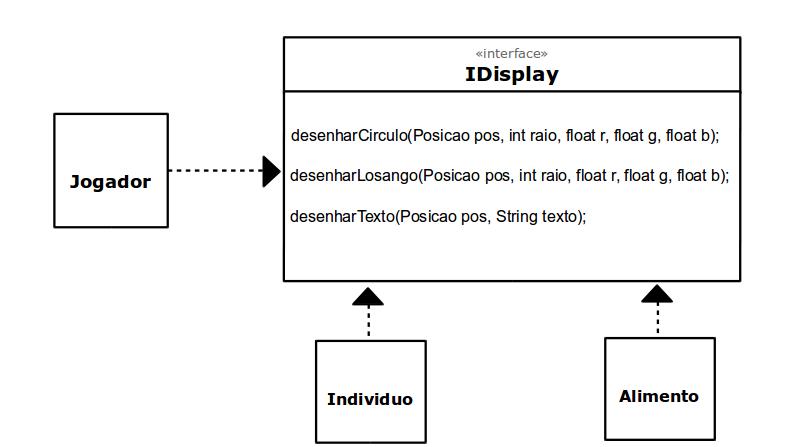 «interface»
IDisplay
desenharCirculo(Posicao pos, int raio, float r, float g, float b);
Jogador
desenharLosango(Posicao pos, int raio, float r, float g, float b);
desenharTexto(Posicao pos, String texto);
Individuo
Alimento